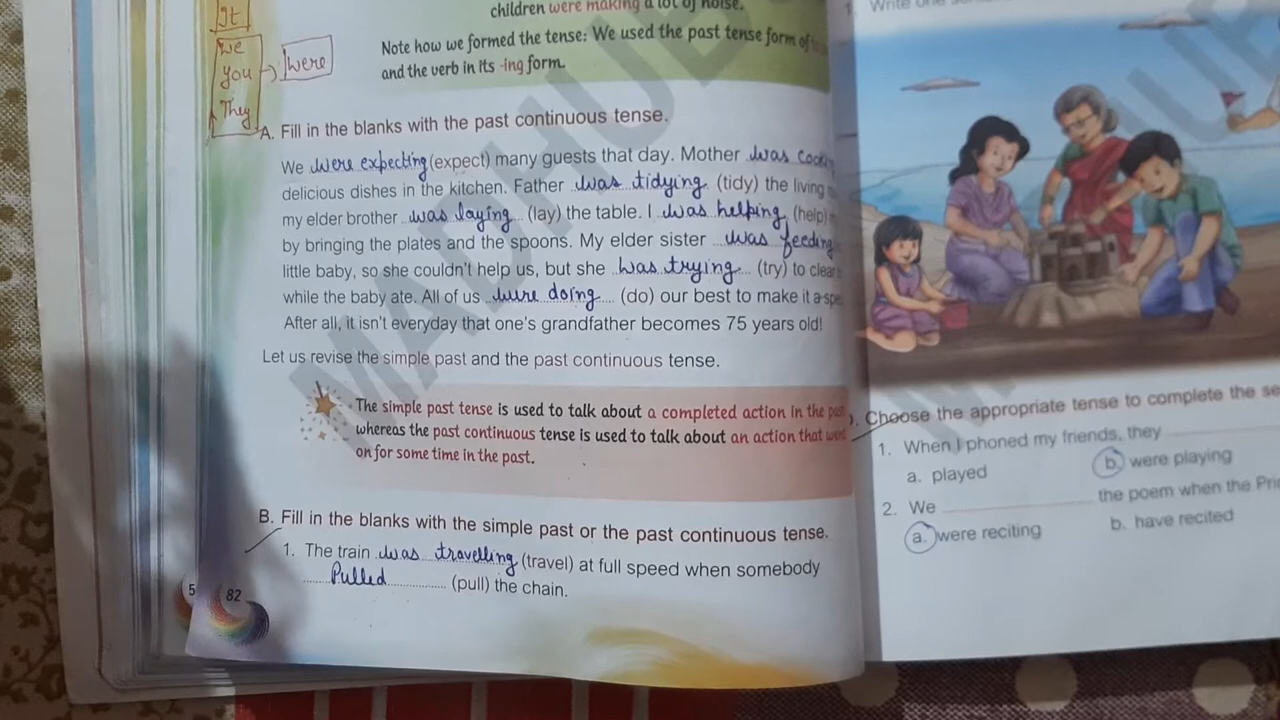 It
We
You
They
were
children were making a lot of noise.
Note how we formed the tense: We used the past tense form of
and the verb in its -ing form.
A. Fill in the blanks with the past continuous tense.
We were expecting (expect) many guests that day. Mother was
delicious dishes in the kitchen. Father was tidying (tidy) the living
my elder brother was laying (lay) the table. I was helping (help)
by bringing the plates and the spoons. My elder sister was feeding
little baby, so she couldn't help us, but she was trying (try) to clear
while the baby ate. All of us were doing (do) our best to make it a
After all, it isn't everyday that one's grandfather becomes 75 years old!
Let us revise the simple past and the past continuous tense.
The simple past tense is used to talk about a completed action in the past
whereas the past continuous tense is used to talk about an action that went
on for some time in the past.
B. Fill in the blanks with the simple past or the past continuous tense.
1. The train was travelling (travel) at full speed when somebody
Pulled (pull) the chain.
5
82
MADHUB
Write one
Choose the appropriate tense to complete the
1. When I phoned my friends, they
a. played b. were playing
2. We the poem when the
a. were reciting b. have recited